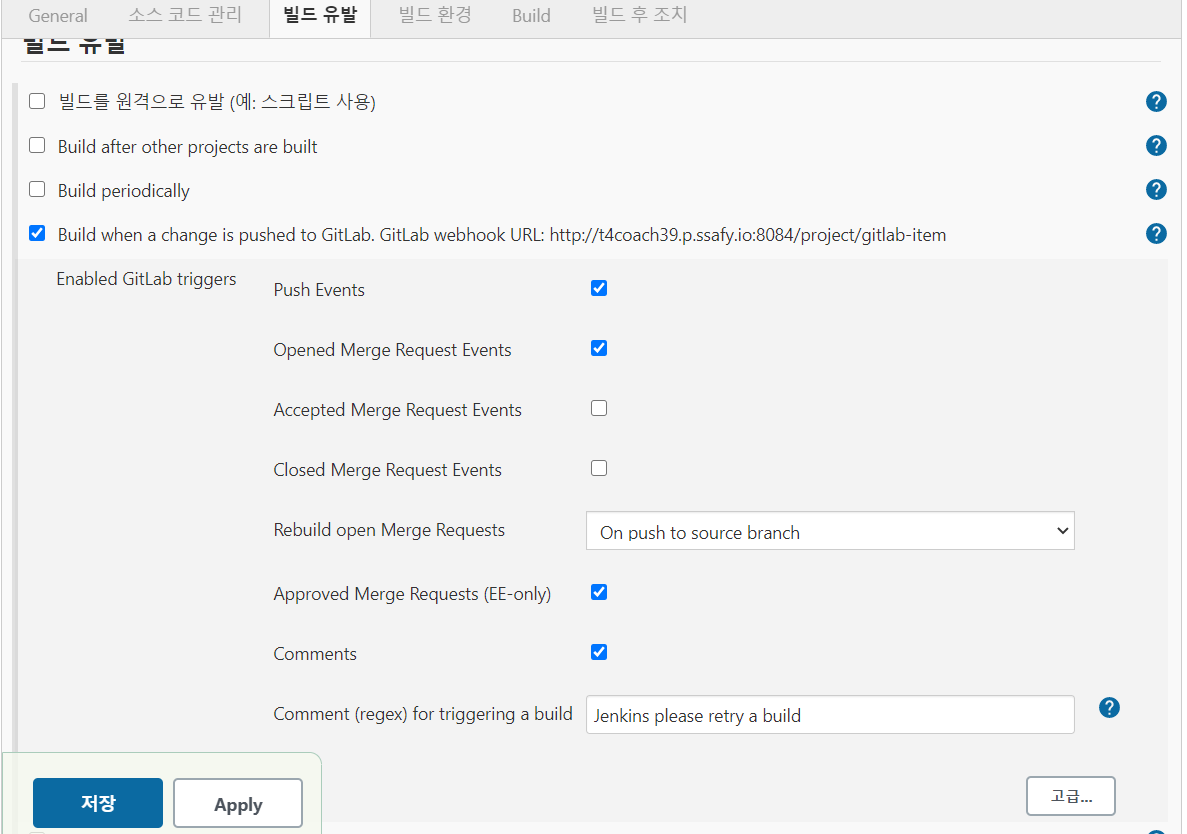 General 소스 코드 관리 빌드 유발 빌드 환경 Build 빌드 후 조치
빌드 유발
빌드를 원격으로 유발 (예: 스크립트 사용)
Build after other projects are built
Build periodically
Build when a change is pushed to GitLab. GitLab webhook URL: http://t4coach39.p.ssafy.io:8084/project/gitlab-item
Enabled GitLab triggers
Push Events
Opened Merge Request Events
Accepted Merge Request Events
Closed Merge Request Events
Rebuild open Merge Requests On push to source branch
Approved Merge Requests (EE-only)
Comments
Comment (regex) for triggering a build Jenkins please retry a build
고급...
저장 Apply